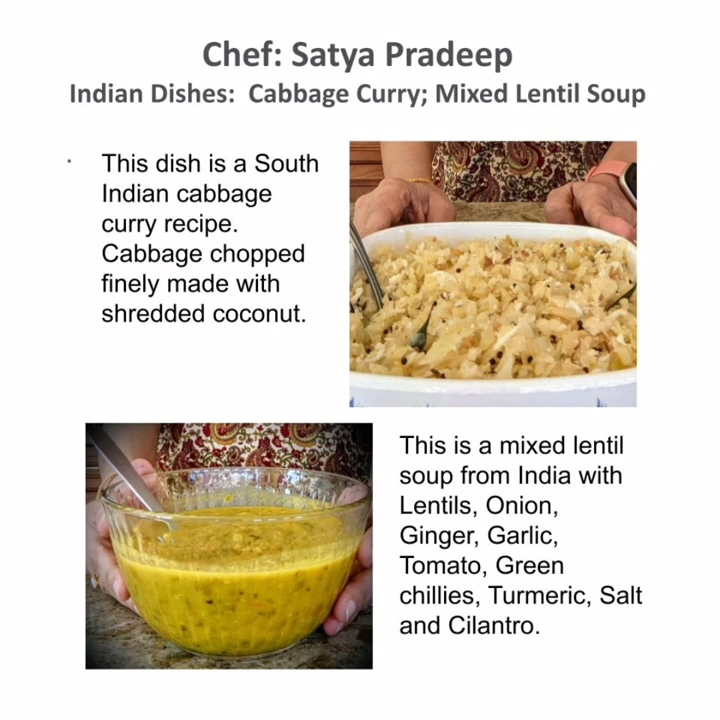 Chef: Satya Pradeep
Indian Dishes:  Cabbage Curry; Mixed Lentil Soup
• This dish is a South
Indian cabbage
curry recipe.
Cabbage chopped
finely made with
shredded coconut.
This is a mixed lentil
soup from India with
Lentils, Onion,
Ginger, Garlic,
Tomato, Green
chillies, Turmeric, Salt
and Cilantro.